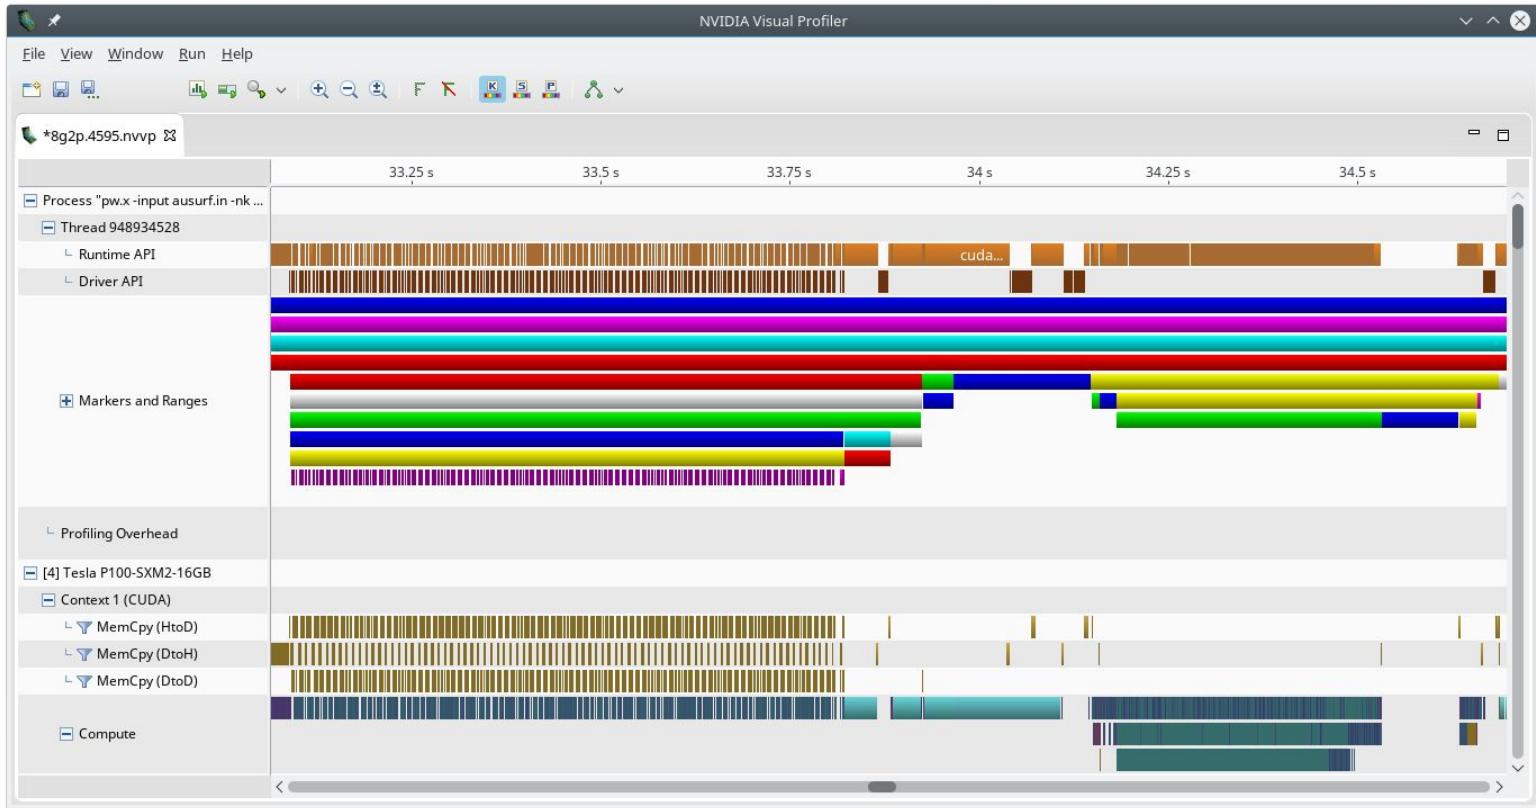 NVIDIA Visual Profiler
File View Window Run Help
*8g2p.4595.nvvp
33.25 s 33.5 s 33.75 s 34 s 34.25 s 34.5 s
Process "pw.x -input ausurf.in -nk ...
Thread 948934528
Runtime API
cuda...
Driver API
Markers and Ranges
Profiling Overhead
[4] Tesla P100-SXM2-16GB
Context 1 (CUDA)
MemCpy (HtoD)
MemCpy (DtoH)
MemCpy (DtoD)
Compute